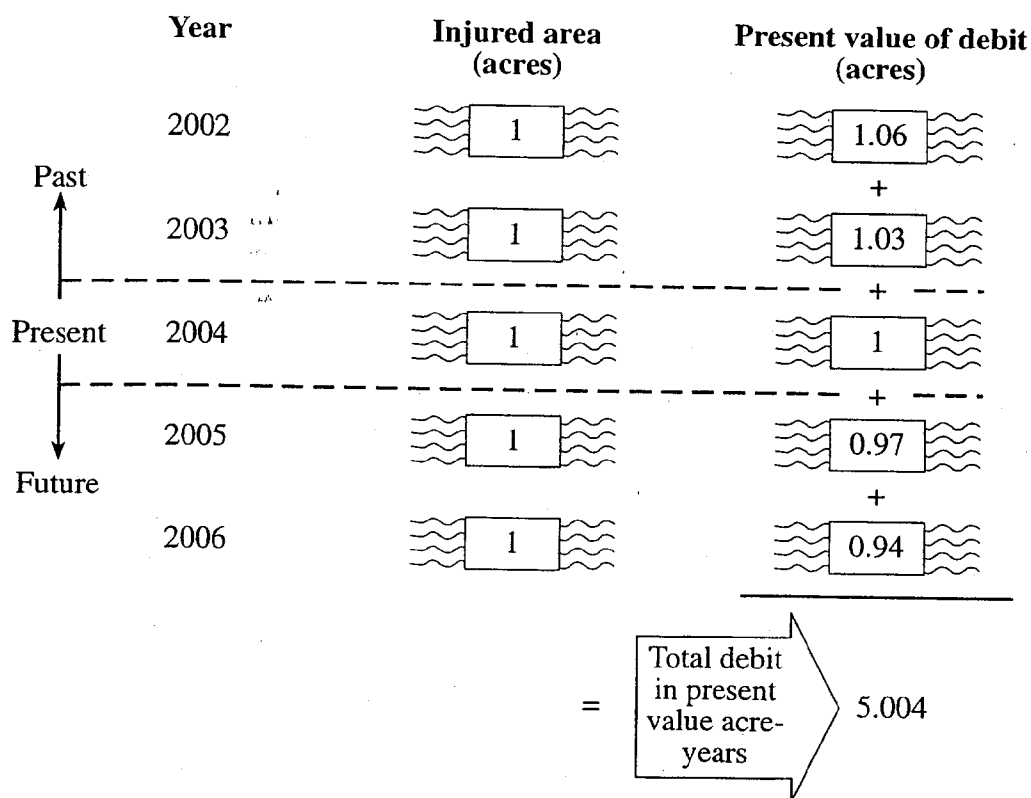 Year Injured area (acres) Present value of debit (acres)
2002 1 1.06
+
Past
2003 1 1.03
+
Present 2004 1 1
+
2005 1 0.97
Future
+
2006 1 0.94
= Total debit in present value acre-years 5.004